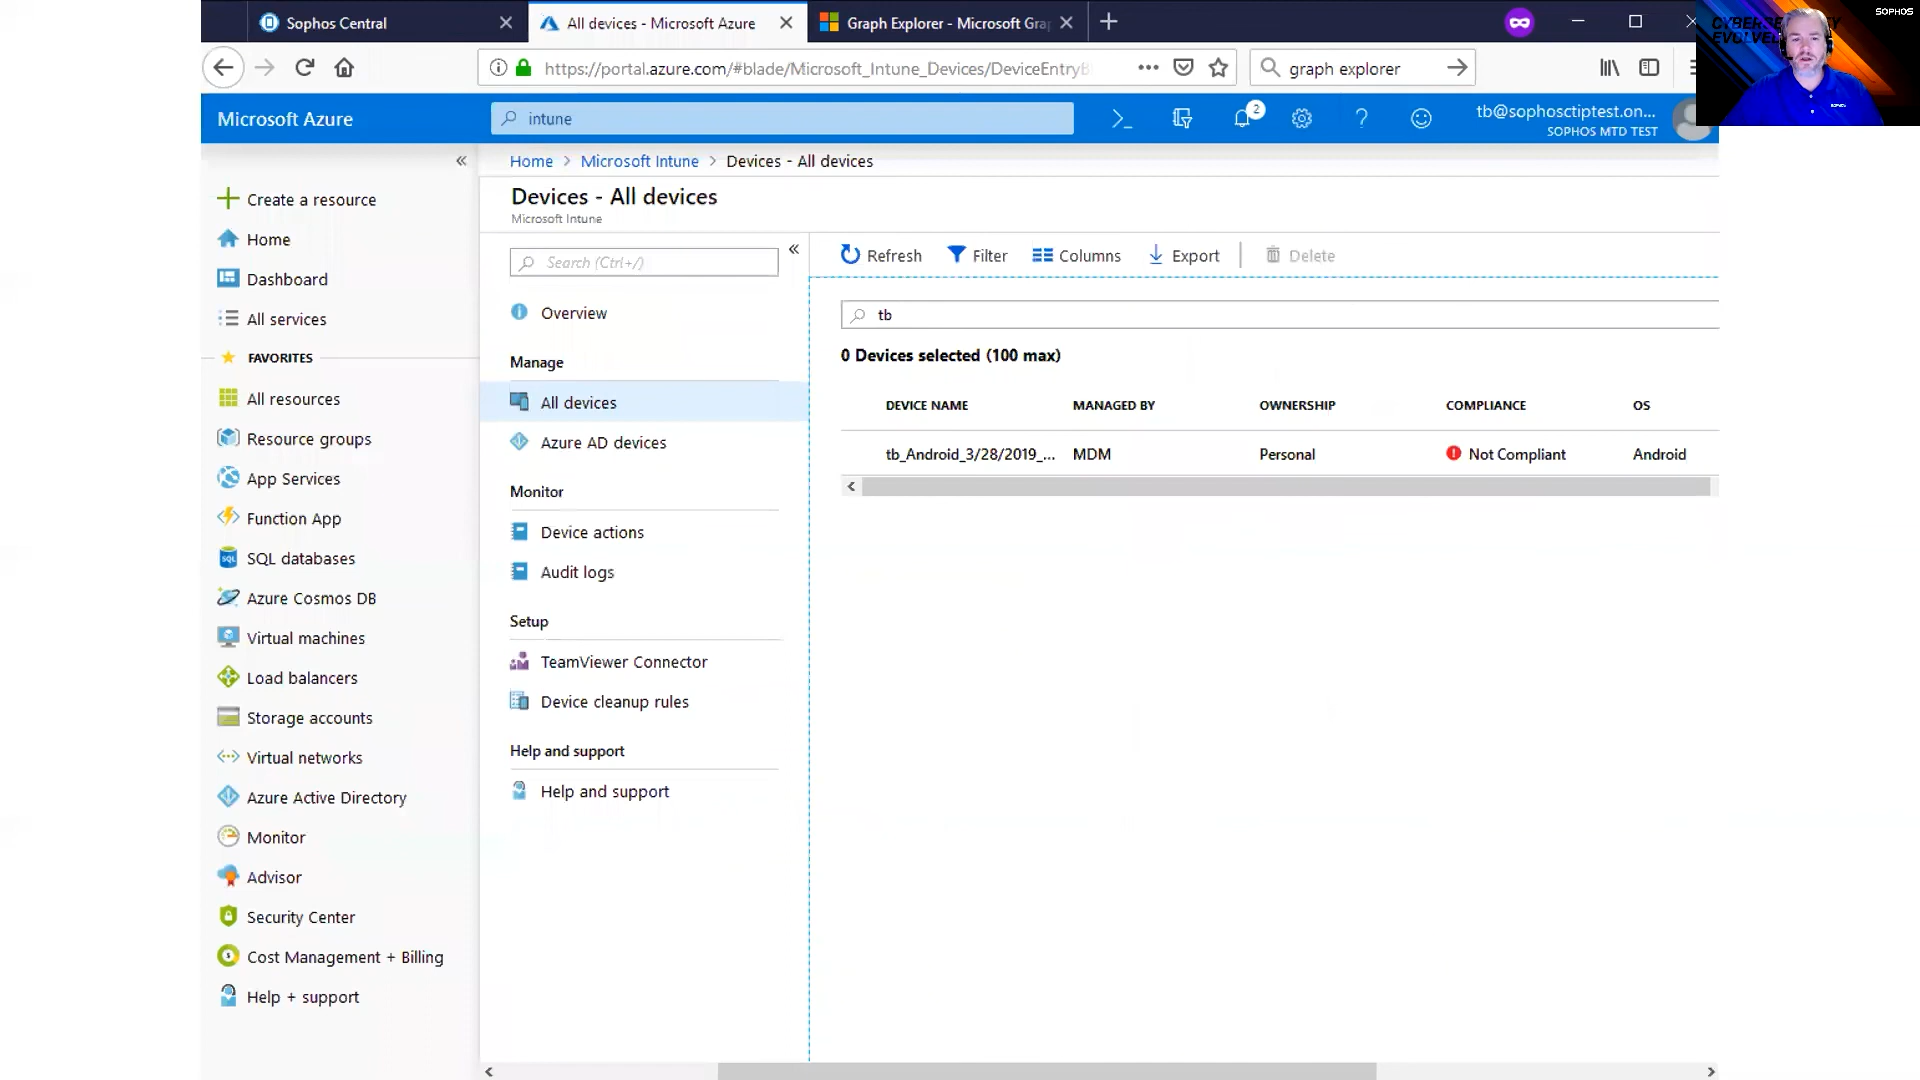 Sophos Central
All devices - Microsoft Azure
Graph Explorer - Microsoft Gra
SOPHOS
CYBERSECURITY
EVOLVED
https://portal.azure.com/#blade/Microsoft_Intune_Devices/DeviceEntryB
graph explorer
Microsoft Azure
intune
2
tb@sophosctiptest.on...
SOPHOS MTD TEST
Home > Microsoft Intune > Devices - All devices
Devices - All devices
Microsoft Intune
Create a resource
Home
Dashboard
All services
FAVORITES
All resources
Resource groups
App Services
Function App
SQL databases
Azure Cosmos DB
Virtual machines
Load balancers
Storage accounts
Virtual networks
Azure Active Directory
Monitor
Advisor
Security Center
Cost Management + Billing
Help + support
Search (Ctrl+/)
Overview
Manage
All devices
Azure AD devices
Monitor
Device actions
Audit logs
Setup
TeamViewer Connector
Device cleanup rules
Help and support
Help and support
Refresh Filter Columns Export Delete
tb
0 Devices selected (100 max)
DEVICE NAME MANAGED BY OWNERSHIP COMPLIANCE OS
tb_Android_3/28/2019_... MDM Personal Not Compliant Android